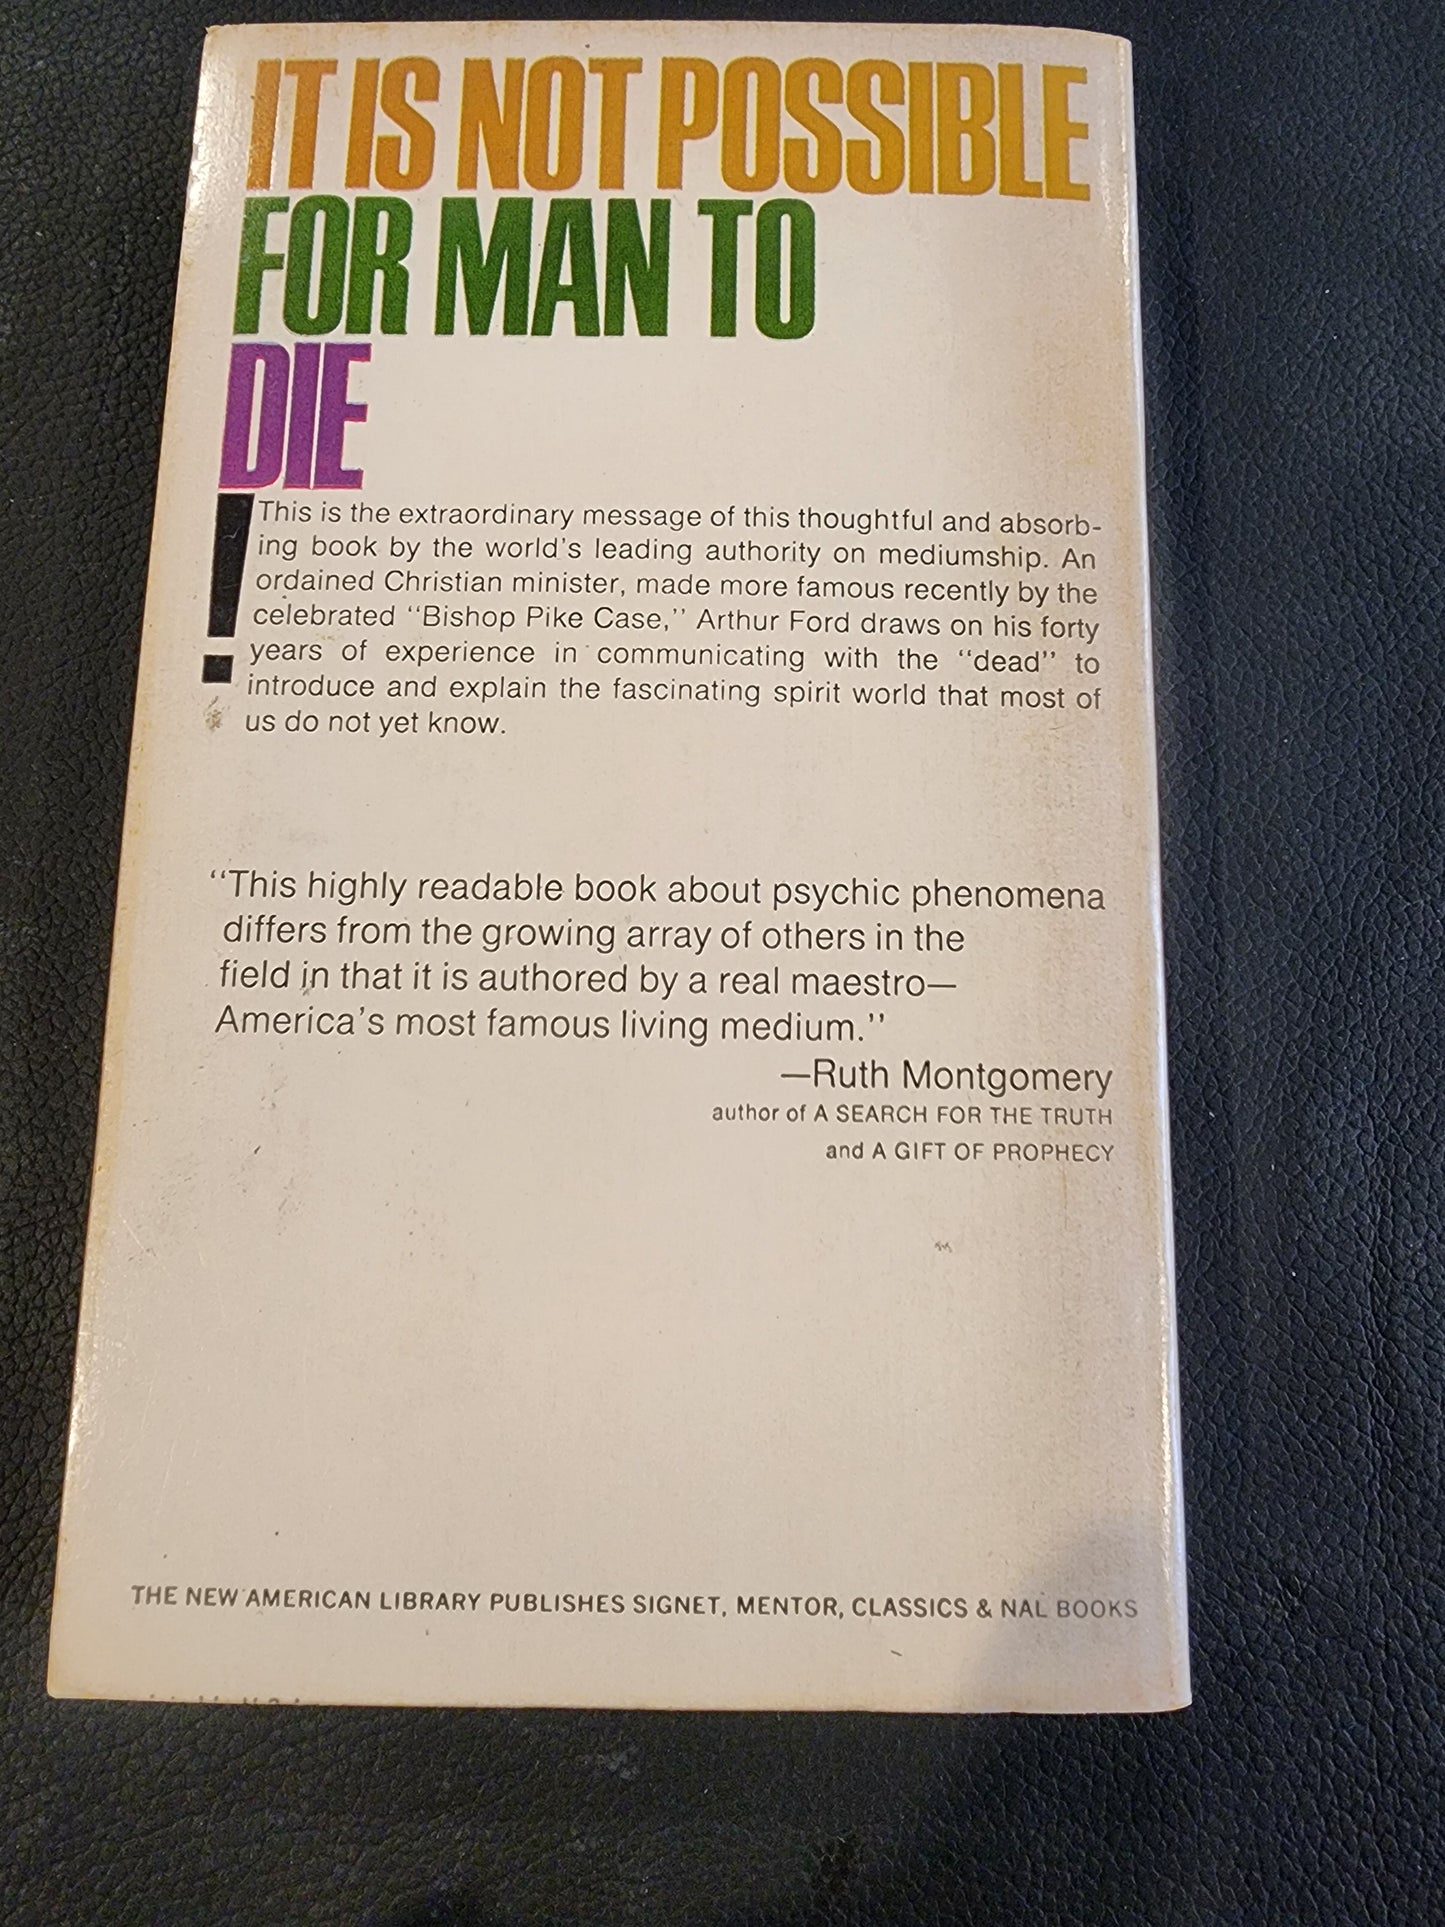 IT IS NOT POSSIBLE
FOR MAN TO
DIE
!
This is the extraordinary message of this thoughtful and absorb-
ing book by the world's leading authority on mediumship. An
ordained Christian minister, made more famous recently by the
celebrated "Bishop Pike Case," Arthur Ford draws on his forty
years of experience in communicating with the "dead" to
introduce and explain the fascinating spirit world that most of
us do not yet know.
"This highly readable book about psychic phenomena
differs from the growing array of others in the
field in that it is authored by a real maestro—
America's most famous living medium."
—Ruth Montgomery
author of A SEARCH FOR THE TRUTH
and A GIFT OF PROPHECY
THE NEW AMERICAN LIBRARY PUBLISHES SIGNET, MENTOR, CLASSICS & NAL BOOKS